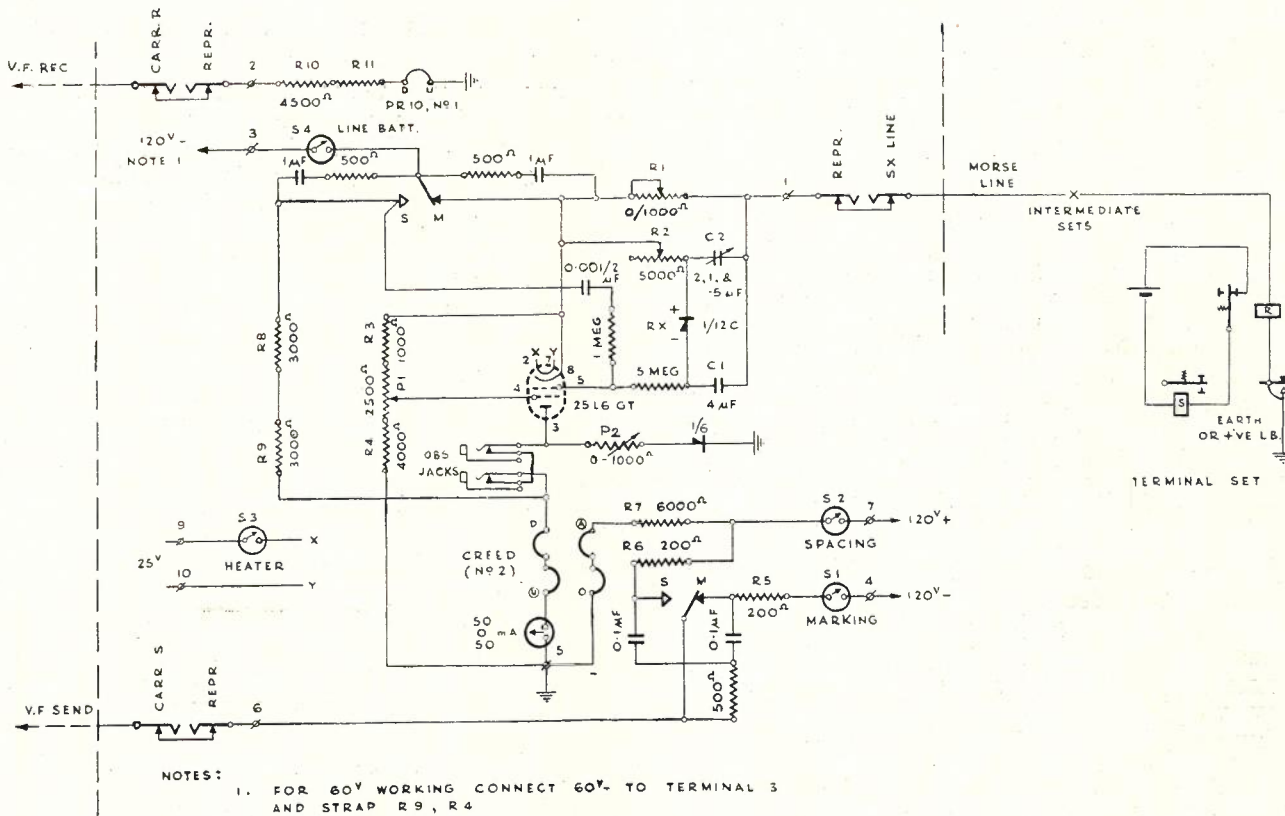 CARR. R
REPR.
V.F. REC
2
R10
R11
4500Ω
D U
PR10, Nº 1
120V-
NOTE 1
3
S4
LINE BATT.
1μF
500Ω
500Ω
1μF
S
M
R1
0/1000Ω
1
REPR.
SX LINE
MORSE
LINE
INTERMEDIATE
SETS
R2
5000Ω
C2
2, 1, &
·5μF
0·001/2
μF
1 MEG
RX
+
-
1/12C
R8
3000Ω
R3
1000Ω
X
Y
2
7
8
4
5
5 MEG
C1
4μF
P1
2500Ω
25L6 GT
3
R
R9
3000Ω
R4
4000Ω
OBS
JACKS
P2
0-1000Ω
1/6
S
EARTH
OR +VE L.B.
TERMINAL SET
9
S3
X
25V
HEATER
10
Y
CREED
(Nº 2)
D
U
R7
6000Ω
R6
200Ω
S2
7
120V+
SPACING
S
M
R5
200Ω
S1
4
120V-
MARKING
0·1μF
0·1μF
500Ω
50
0 mA
50
5
CARR S
REPR
V.F SEND
6
NOTES:
1. FOR 60V WORKING CONNECT 60V- TO TERMINAL 3
AND STRAP R9, R4